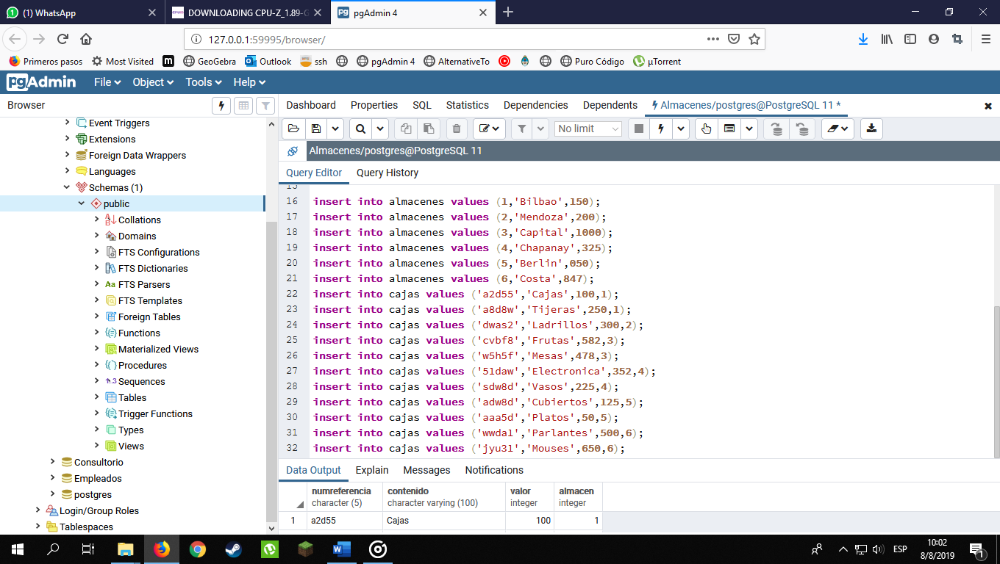 (1) WhatsApp
DOWNLOADING CPU-Z_1.89-G
pgAdmin 4
127.0.0.1:59995/browser/
Primeros pasos Most Visited m GeoGebra Outlook ssh pgAdmin 4 AlternativeTo Puro Código µTorrent
pgAdmin File Object Tools Help
Browser
Dashboard Properties SQL Statistics Dependencies Dependents Almacenes/postgres@PostgreSQL 11 *
No limit
Almacenes/postgres@PostgreSQL 11
Query Editor Query History
Event Triggers
Extensions
Foreign Data Wrappers
Languages
Schemas (1)
public
Collations
Domains
FTS Configurations
FTS Dictionaries
Aa FTS Parsers
FTS Templates
Foreign Tables
Functions
Materialized Views
Procedures
1..3 Sequences
Tables
Trigger Functions
Types
Views
Consultorio
Empleados
postgres
Login/Group Roles
Tablespaces
15
16 insert into almacenes values (1,'Bilbao',150);
17 insert into almacenes values (2,'Mendoza',200);
18 insert into almacenes values (3,'Capital',1000);
19 insert into almacenes values (4,'Chapanay',325);
20 insert into almacenes values (5,'Berlin',050);
21 insert into almacenes values (6,'Costa',847);
22 insert into cajas values ('a2d55','Cajas',100,1);
23 insert into cajas values ('a8d8w','Tijeras',250,1);
24 insert into cajas values ('dwas2','Ladrillos',300,2);
25 insert into cajas values ('cvbf8','Frutas',582,3);
26 insert into cajas values ('w5h5f','Mesas',478,3);
27 insert into cajas values ('51daw','Electronica',352,4);
28 insert into cajas values ('sdw8d','Vasos',225,4);
29 insert into cajas values ('adw8d','Cubiertos',125,5);
30 insert into cajas values ('aaa5d','Platos',50,5);
31 insert into cajas values ('wwda1','Parlantes',500,6);
32 insert into cajas values ('jyu31','Mouses',650,6);
Data Output Explain Messages Notifications
numreferencia contenido valor almacen
character (5) character varying (100) integer integer
1 a2d55 Cajas 100 1
ESP
10:02
8/8/2019
1